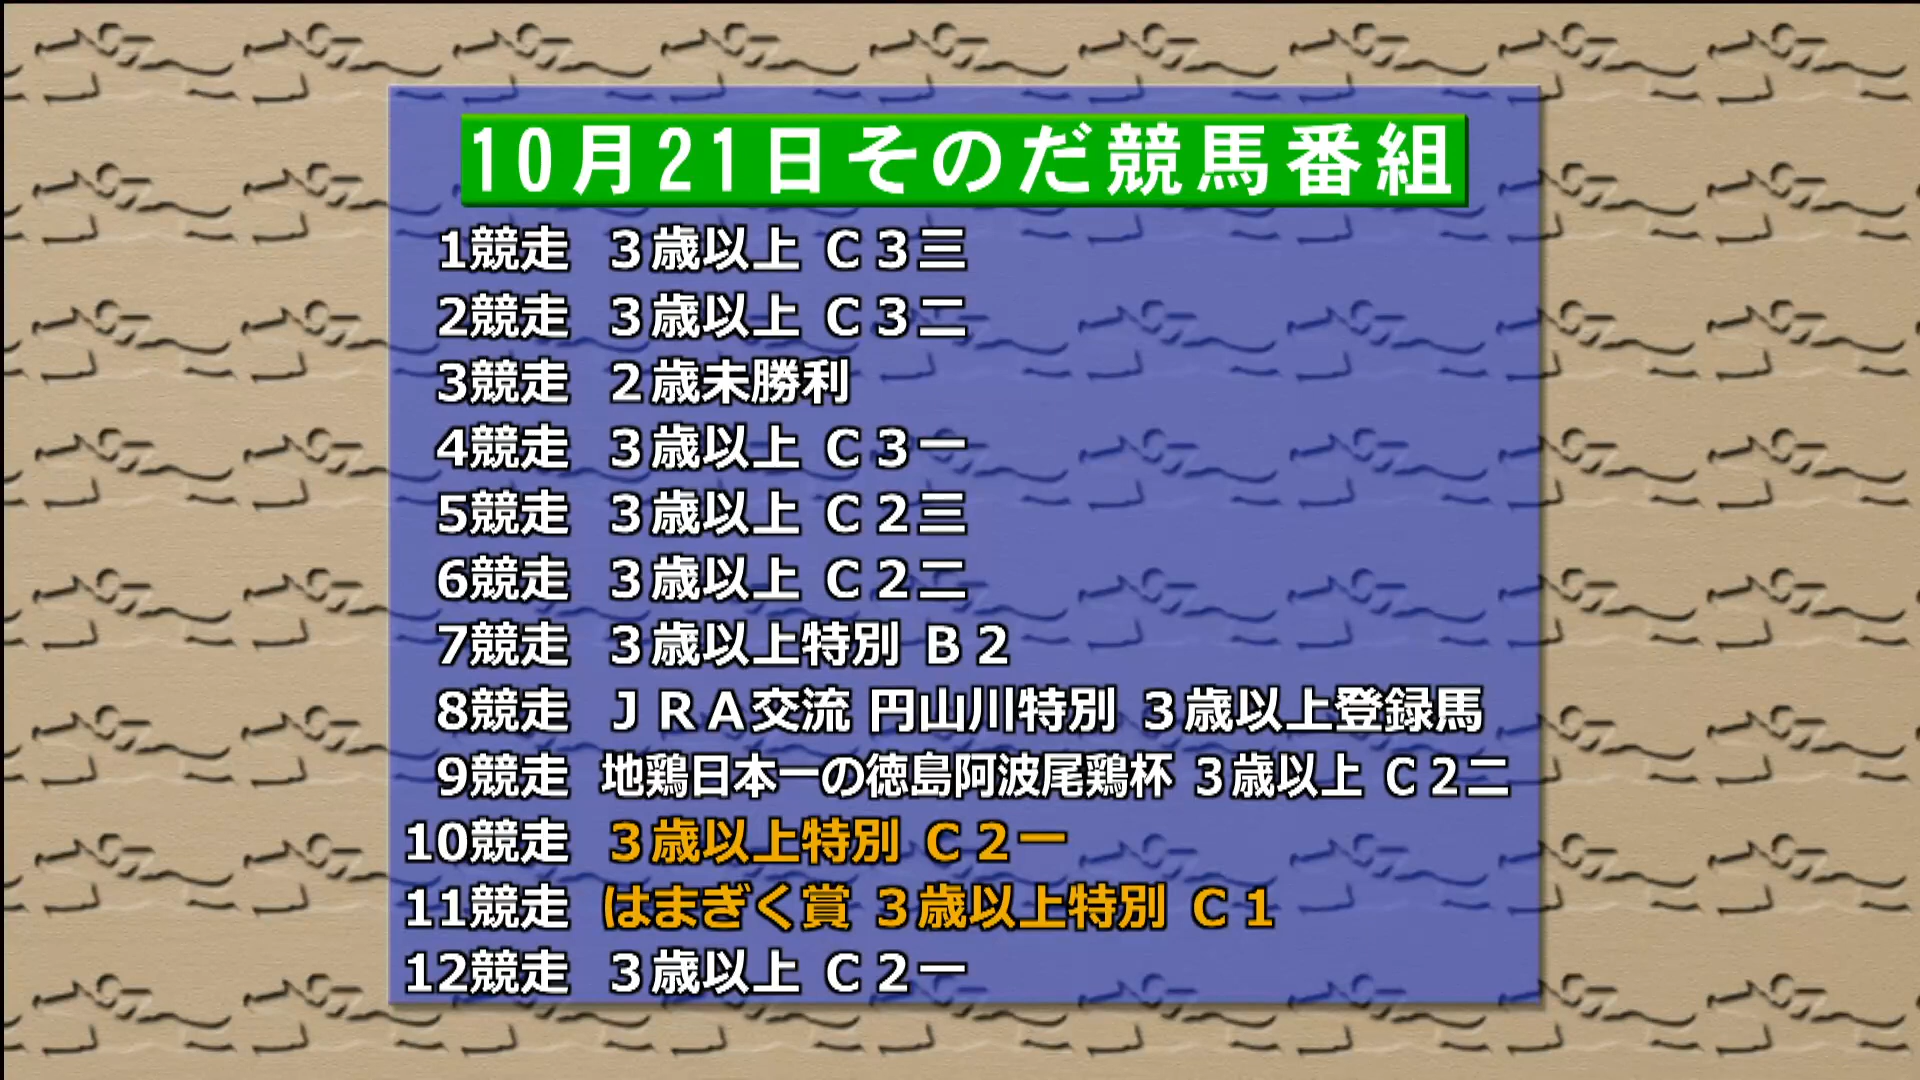 10月21日そのだ競馬番組
1競走 3歳以上 C3三
2競走 3歳以上 C3二
3競走 2歳未勝利
4競走 3歳以上 C3一
5競走 3歳以上 C2三
6競走 3歳以上 C2二
7競走 3歳以上特別 B2
8競走 JRA交流 円山川特別 3歳以上登録馬
9競走 地鶏日本一の徳島阿波尾鶏杯 3歳以上 C2二
10競走 3歳以上特別 C2一
11競走 はまぎく賞 3歳以上特別 C1
12競走 3歳以上 C2一